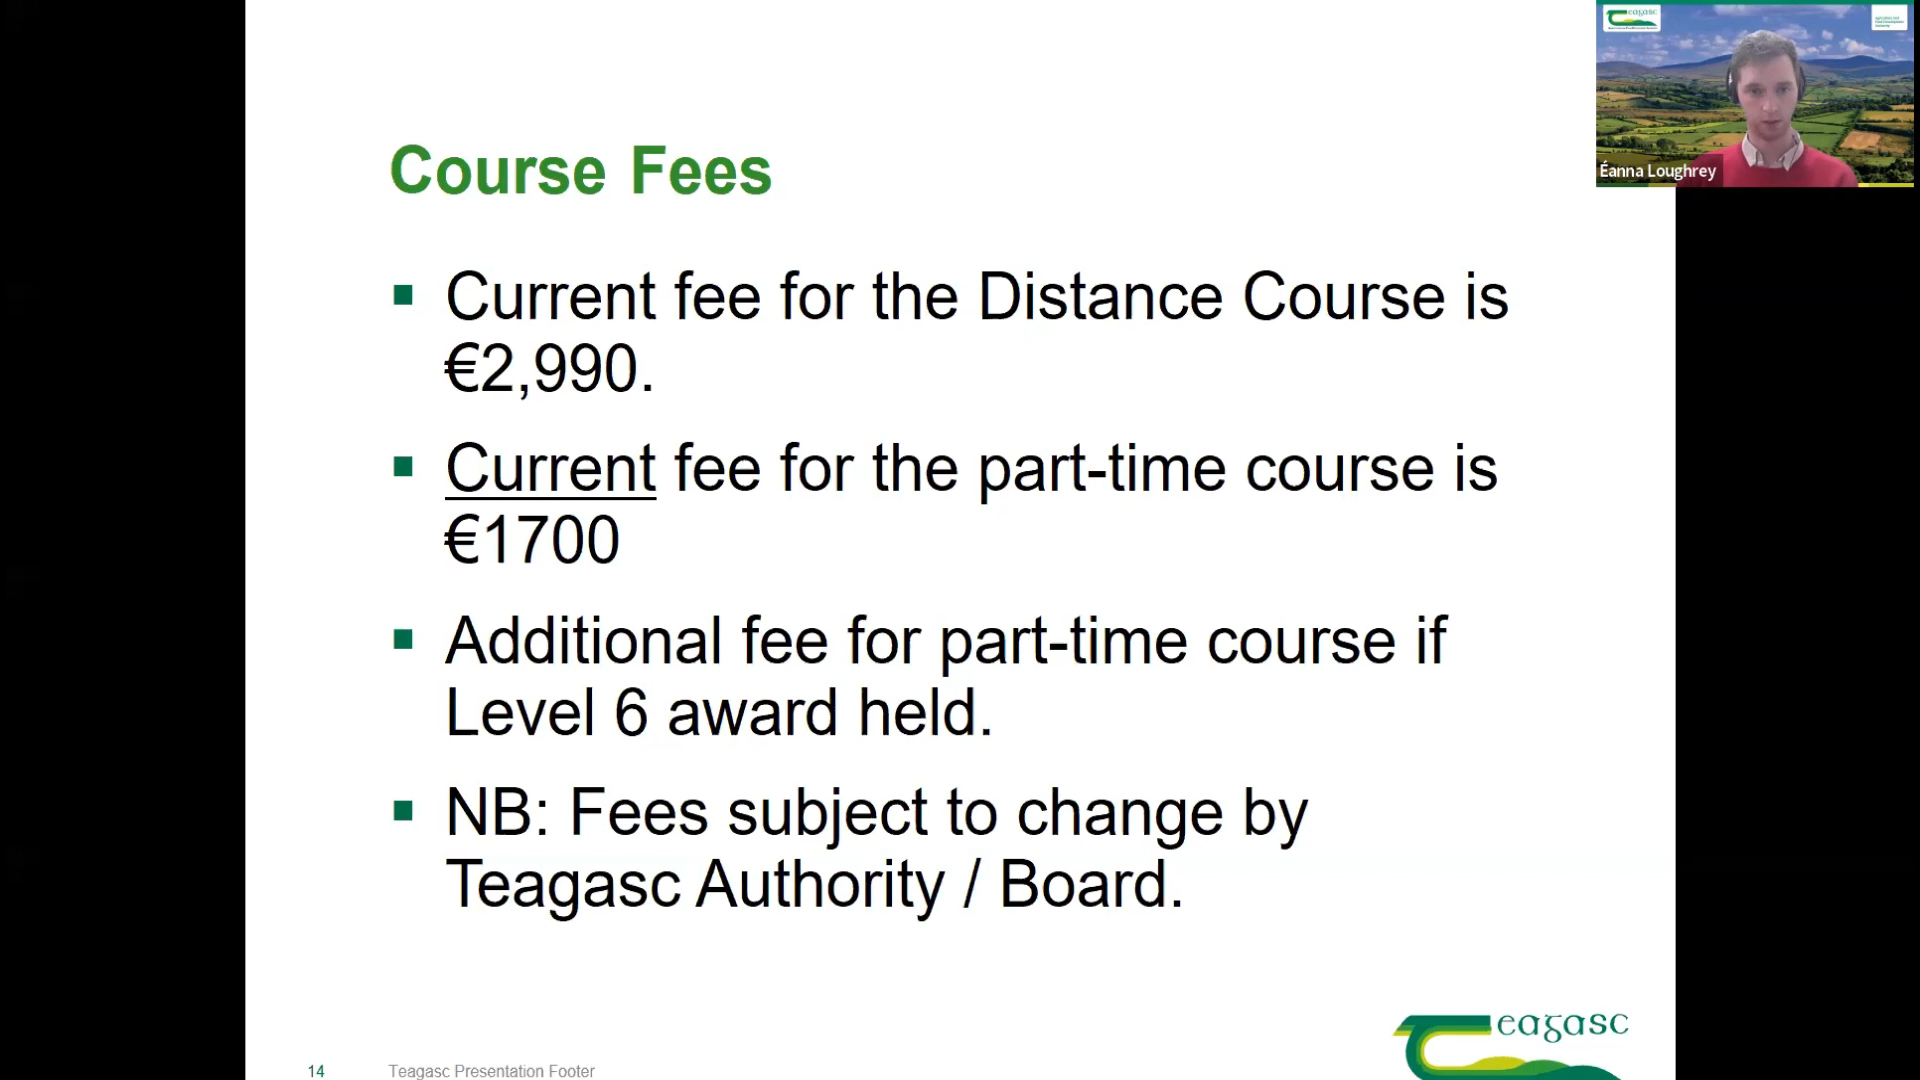 Course Fees
Current fee for the Distance Course is
€2,990.
Current fee for the part-time course is
€1700
Additional fee for part-time course if
Level 6 award held.
NB: Fees subject to change by
Teagasc Authority / Board.
14
Teagasc Presentation Footer
Teagasc
Teagasc
Éanna Loughrey